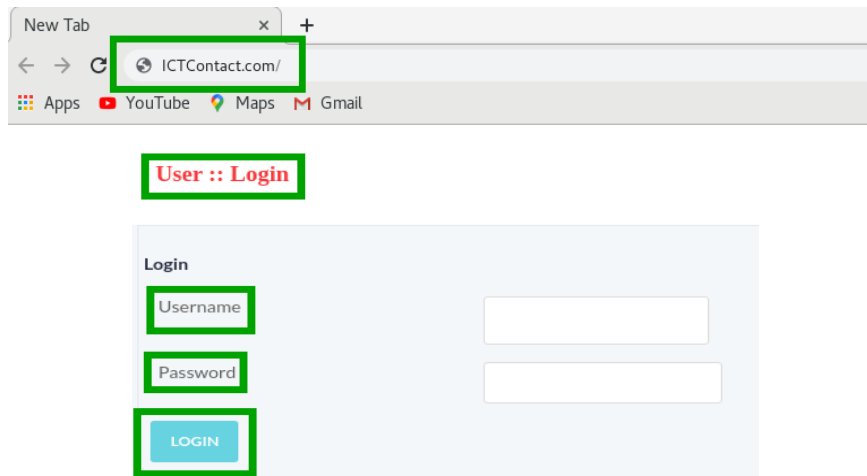 New Tab × +
ICTContact.com/
Apps YouTube Maps Gmail
User :: Login
Login
Username
Password
LOGIN